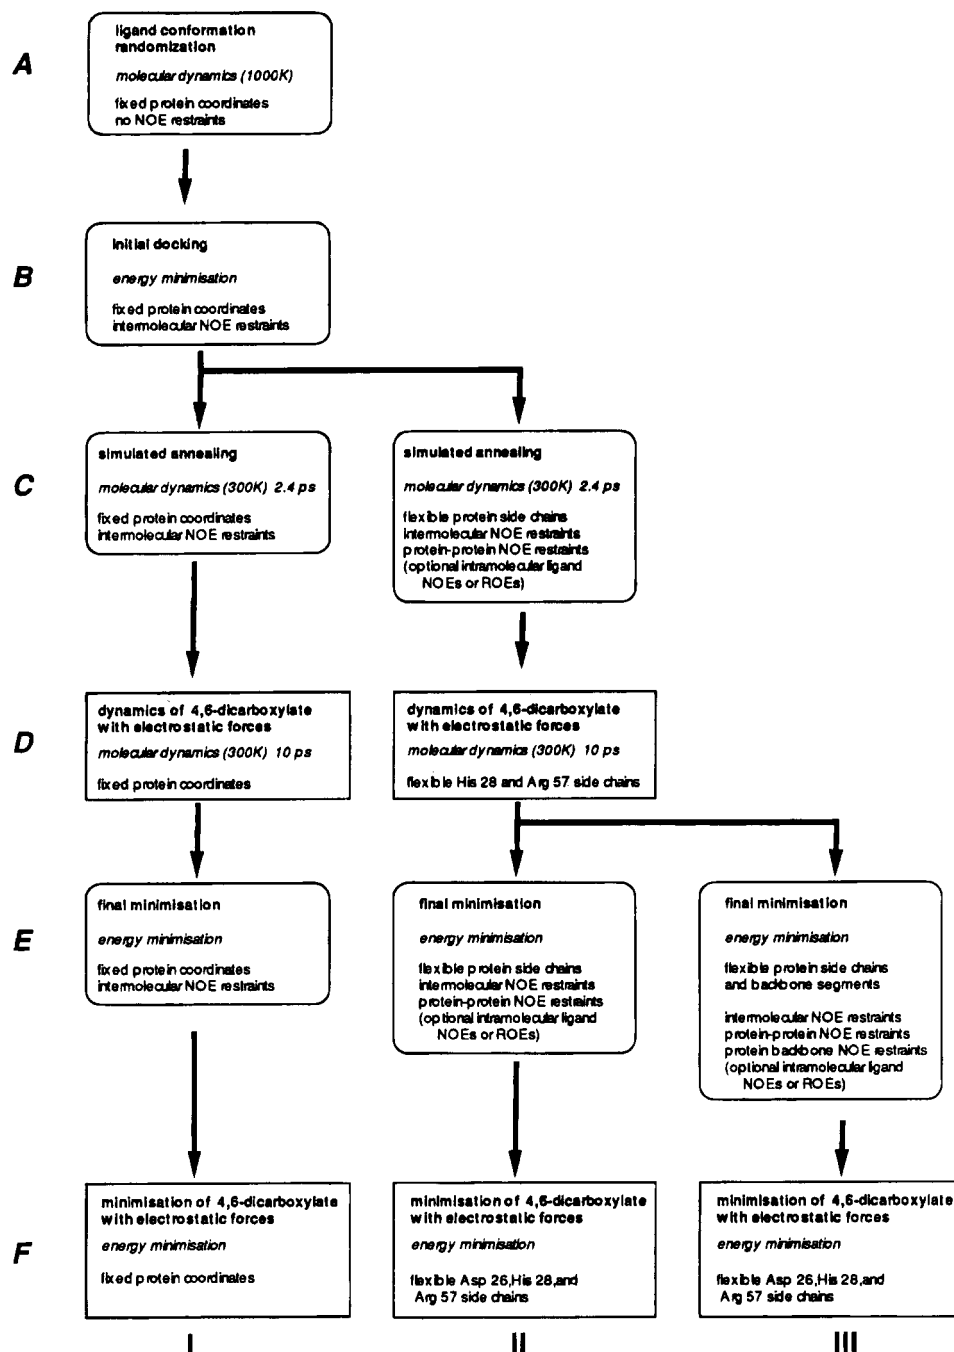 A
ligand conformation
randomization
molecular dynamics (1000K)
fixed protein coordinates
no NOE restraints
B
initial docking
energy minimisation
fixed protein coordinates
intermolecular NOE restraints
C
simulated annealing
molecular dynamics (300K) 2.4 ps
fixed protein coordinates
intermolecular NOE restraints
simulated annealing
molecular dynamics (300K) 2.4 ps
flexible protein side chains
intermolecular NOE restraints
protein-protein NOE restraints
(optional intramolecular ligand
NOEs or ROEs)
D
dynamics of 4,6-dicarboxylate
with electrostatic forces
molecular dynamics (300K) 10 ps
fixed protein coordinates
dynamics of 4,6-dicarboxylate
with electrostatic forces
molecular dynamics (300K) 10 ps
flexible His 28 and Arg 57 side chains
E
final minimisation
energy minimisation
fixed protein coordinates
intermolecular NOE restraints
final minimisation
energy minimisation
flexible protein side chains
intermolecular NOE restraints
protein-protein NOE restraints
(optional intramolecular ligand
NOEs or ROEs)
final minimisation
energy minimisation
flexible protein side chains
and backbone segments
intermolecular NOE restraints
protein-protein NOE restraints
protein backbone NOE restraints
(optional intramolecular ligand
NOEs or ROEs)
F
minimisation of 4,6-dicarboxylate
with electrostatic forces
energy minimisation
fixed protein coordinates
minimisation of 4,6-dicarboxylate
with electrostatic forces
energy minimisation
flexible Asp 26,His 28,and
Arg 57 side chains
minimisation of 4,6-dicarboxylate
with electrostatic forces
energy minimisation
flexible Asp 26,His 28,and
Arg 57 side chains
I
II
III